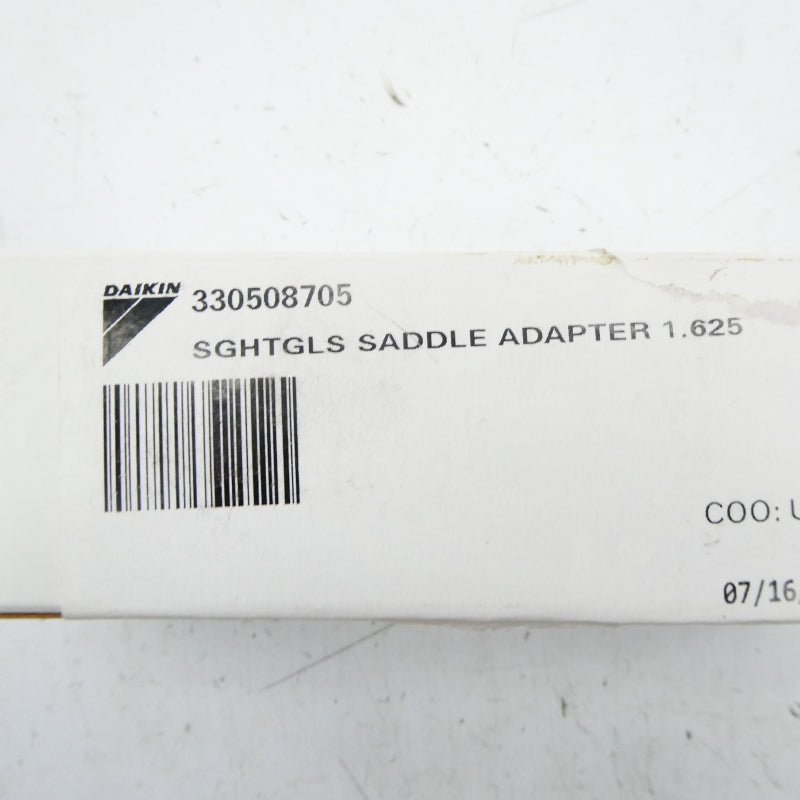 DAIKIN 330508705
SGHTGLS SADDLE ADAPTER 1.625
COO: U
07/16/